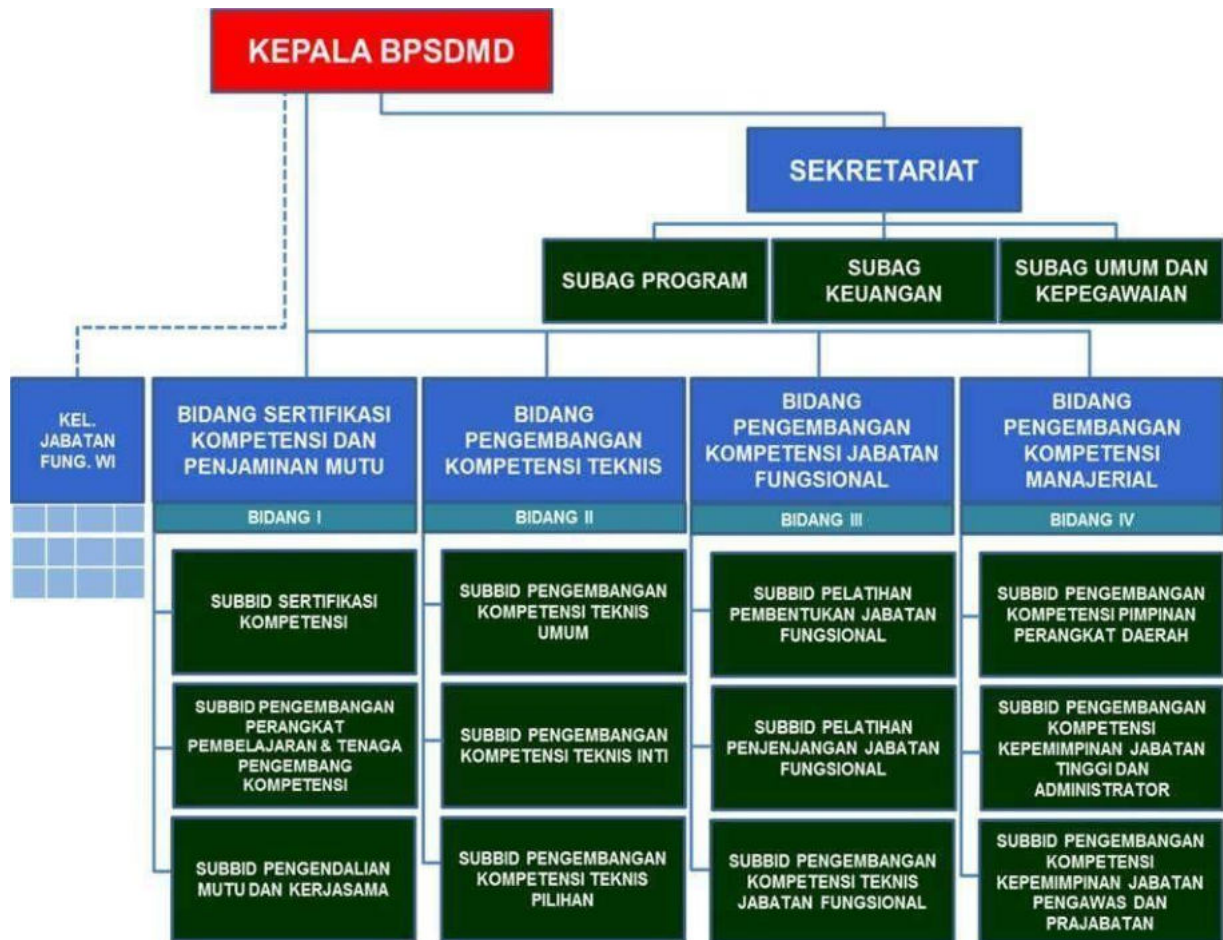 KEPALA BPSDMD
SEKRETARIAT
SUBAG PROGRAM
SUBAG
KEUANGAN
SUBAG UMUM DAN
KEPEGAWAIAN
KEL.
JABATAN
FUNG. WI
BIDANG SERTIFIKASI
KOMPETENSI DAN
PENJAMINAN MUTU
BIDANG I
SUBBID SERTIFIKASI
KOMPETENSI
SUBBID PENGEMBANGAN
PERANGKAT
PEMBELAJARAN & TENAGA
PENGEMBANG
KOMPETENSI
SUBBID PENGENDALIAN
MUTU DAN KERJASAMA
BIDANG
PENGEMBANGAN
KOMPETENSI TEKNIS
BIDANG II
SUBBID PENGEMBANGAN
KOMPETENSI TEKNIS
UMUM
SUBBID PENGEMBANGAN
KOMPETENSI TEKNIS INTI
SUBBID PENGEMBANGAN
KOMPETENSI TEKNIS
PILIHAN
BIDANG
PENGEMBANGAN
KOMPETENSI JABATAN
FUNGSIONAL
BIDANG III
SUBBID PELATIHAN
PEMBENTUKAN JABATAN
FUNGSIONAL
SUBBID PELATIHAN
PENJENJANGAN JABATAN
FUNGSIONAL
SUBBID PENGEMBANGAN
KOMPETENSI TEKNIS
JABATAN FUNGSIONAL
BIDANG
PENGEMBANGAN
KOMPETENSI
MANAJERIAL
BIDANG IV
SUBBID PENGEMBANGAN
KOMPETENSI PIMPINAN
PERANGKAT DAERAH
SUBBID PENGEMBANGAN
KOMPETENSI
KEPEMIMPINAN JABATAN
TINGGI DAN
ADMINISTRATOR
SUBBID PENGEMBANGAN
KOMPETENSI
KEPEMIMPINAN JABATAN
PENGAWAS DAN
PRAJABATAN